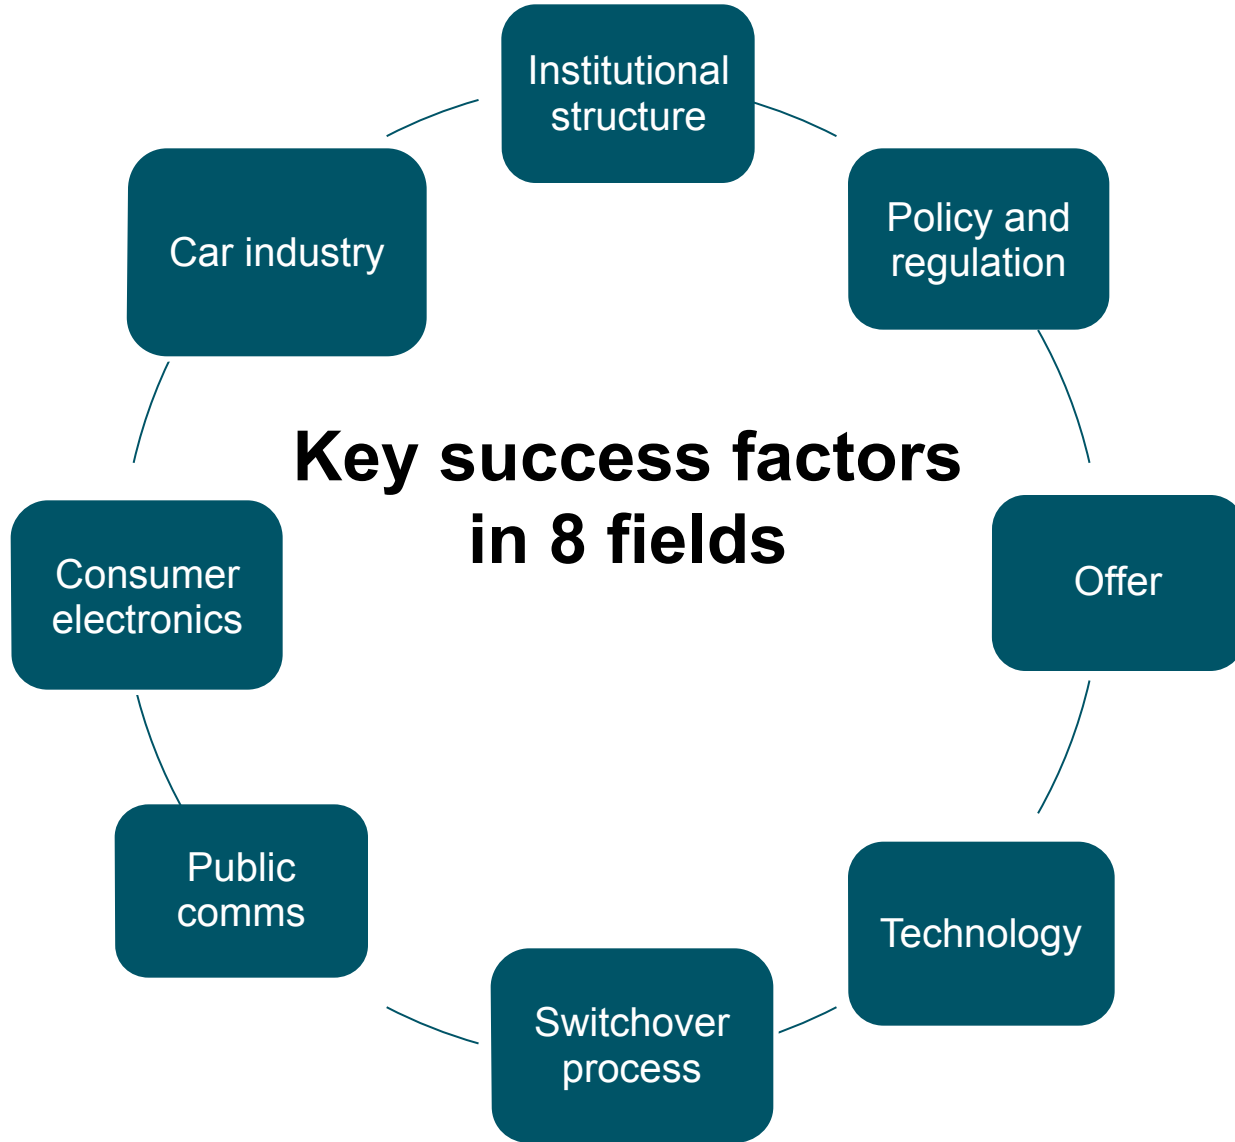 Institutional
structure
Policy and
regulation
Offer
Technology
Switchover
process
Public
comms
Consumer
electronics
Car industry
Key success factors
in 8 fields